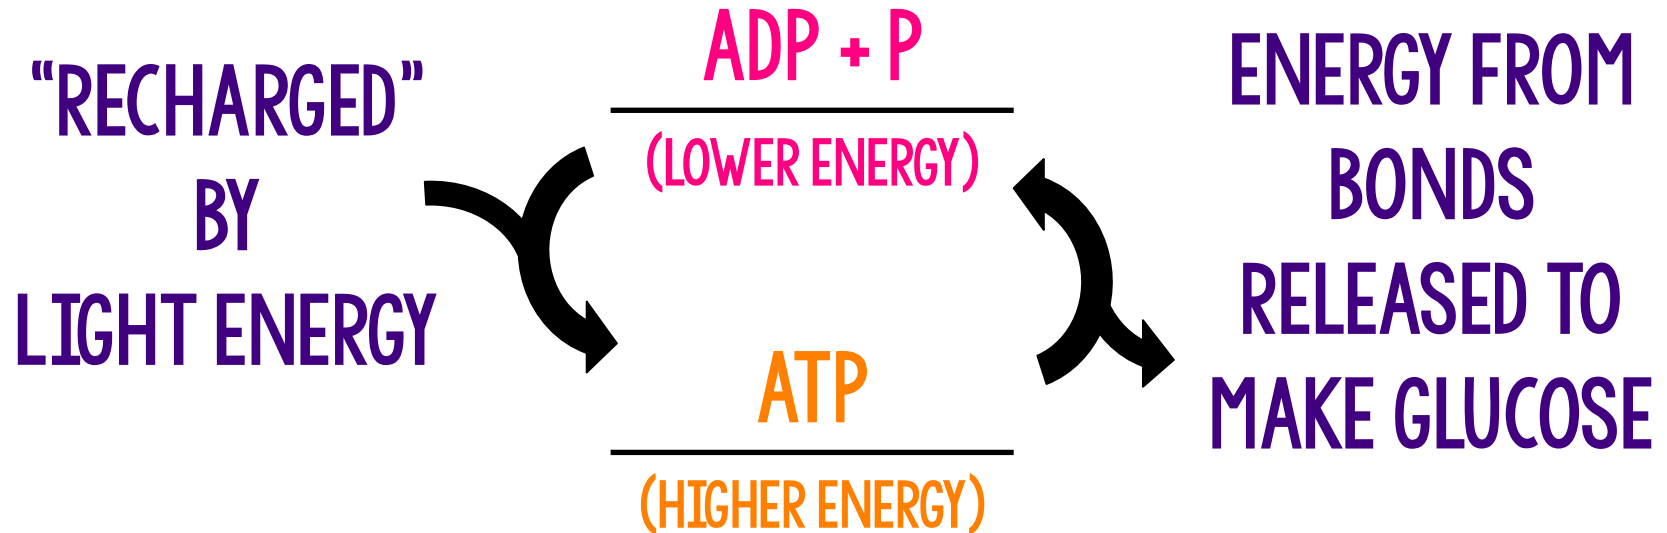 “RECHARGED”
BY
LIGHT ENERGY
ADP + P
(LOWER ENERGY)
ATP
(HIGHER ENERGY)
ENERGY FROM
BONDS
RELEASED TO
MAKE GLUCOSE